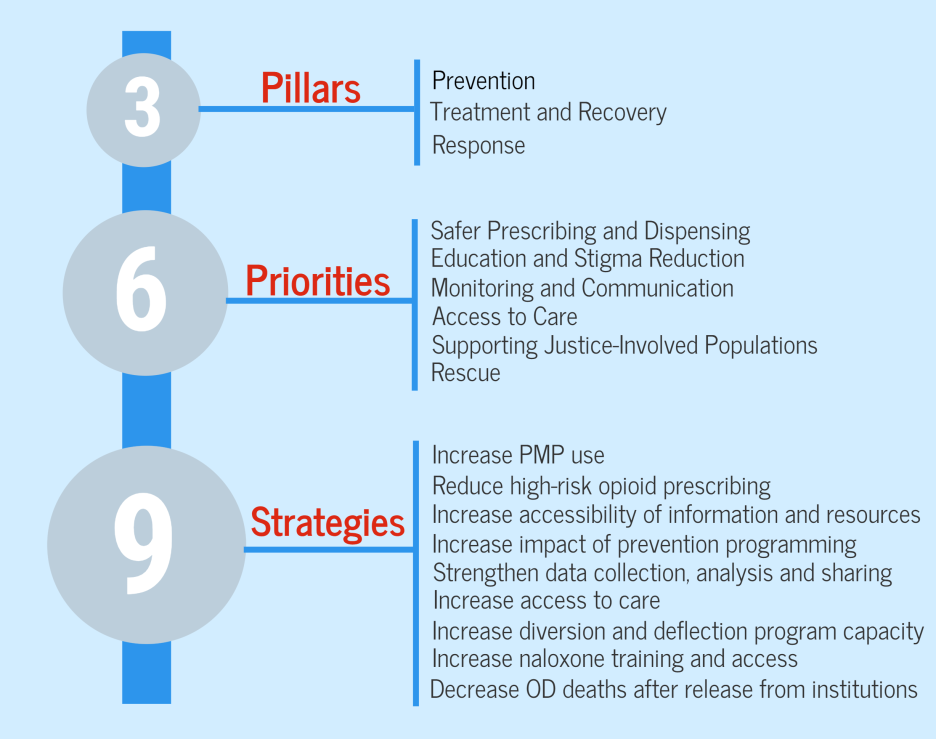 3
Pillars
Prevention
Treatment and Recovery
Response
6
Priorities
Safer Prescribing and Dispensing
Education and Stigma Reduction
Monitoring and Communication
Access to Care
Supporting Justice-Involved Populations
Rescue
9
Strategies
Increase PMP use
Reduce high-risk opioid prescribing
Increase accessibility of information and resources
Increase impact of prevention programming
Strengthen data collection, analysis and sharing
Increase access to care
Increase diversion and deflection program capacity
Increase naloxone training and access
Decrease OD deaths after release from institutions